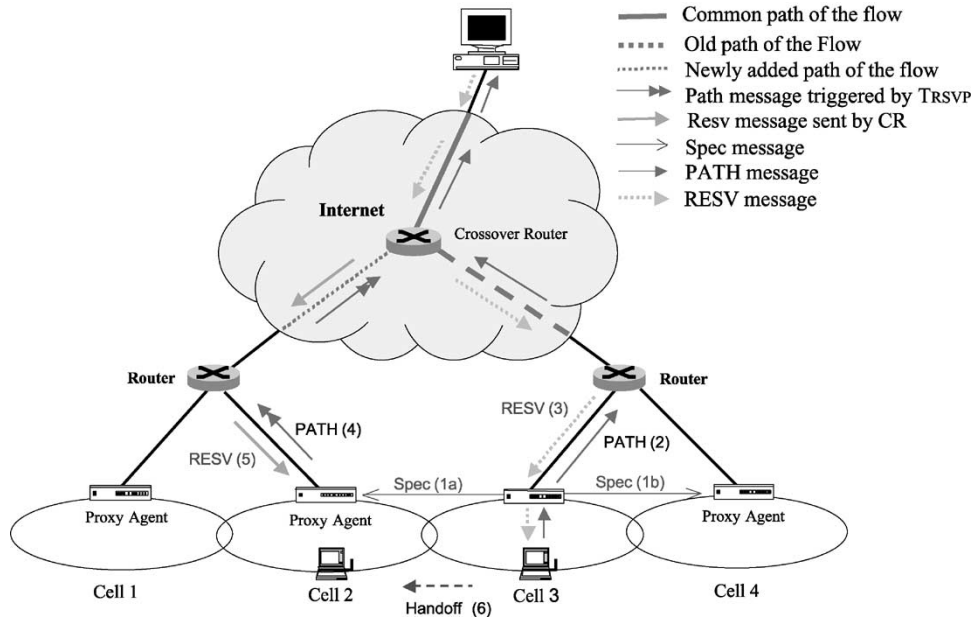 Common path of the flow
Old path of the Flow
Newly added path of the flow
Path message triggered by TRSVP
Resv message sent by CR
Spec message
PATH message
RESV message
Internet
Crossover Router
Router
Router
RESV (3)
PATH (4)
PATH (2)
RESV (5)
Spec (1a)
Spec (1b)
Proxy Agent
Proxy Agent
Proxy Agent
Cell 1
Cell 2
Cell 3
Cell 4
Handoff (6)